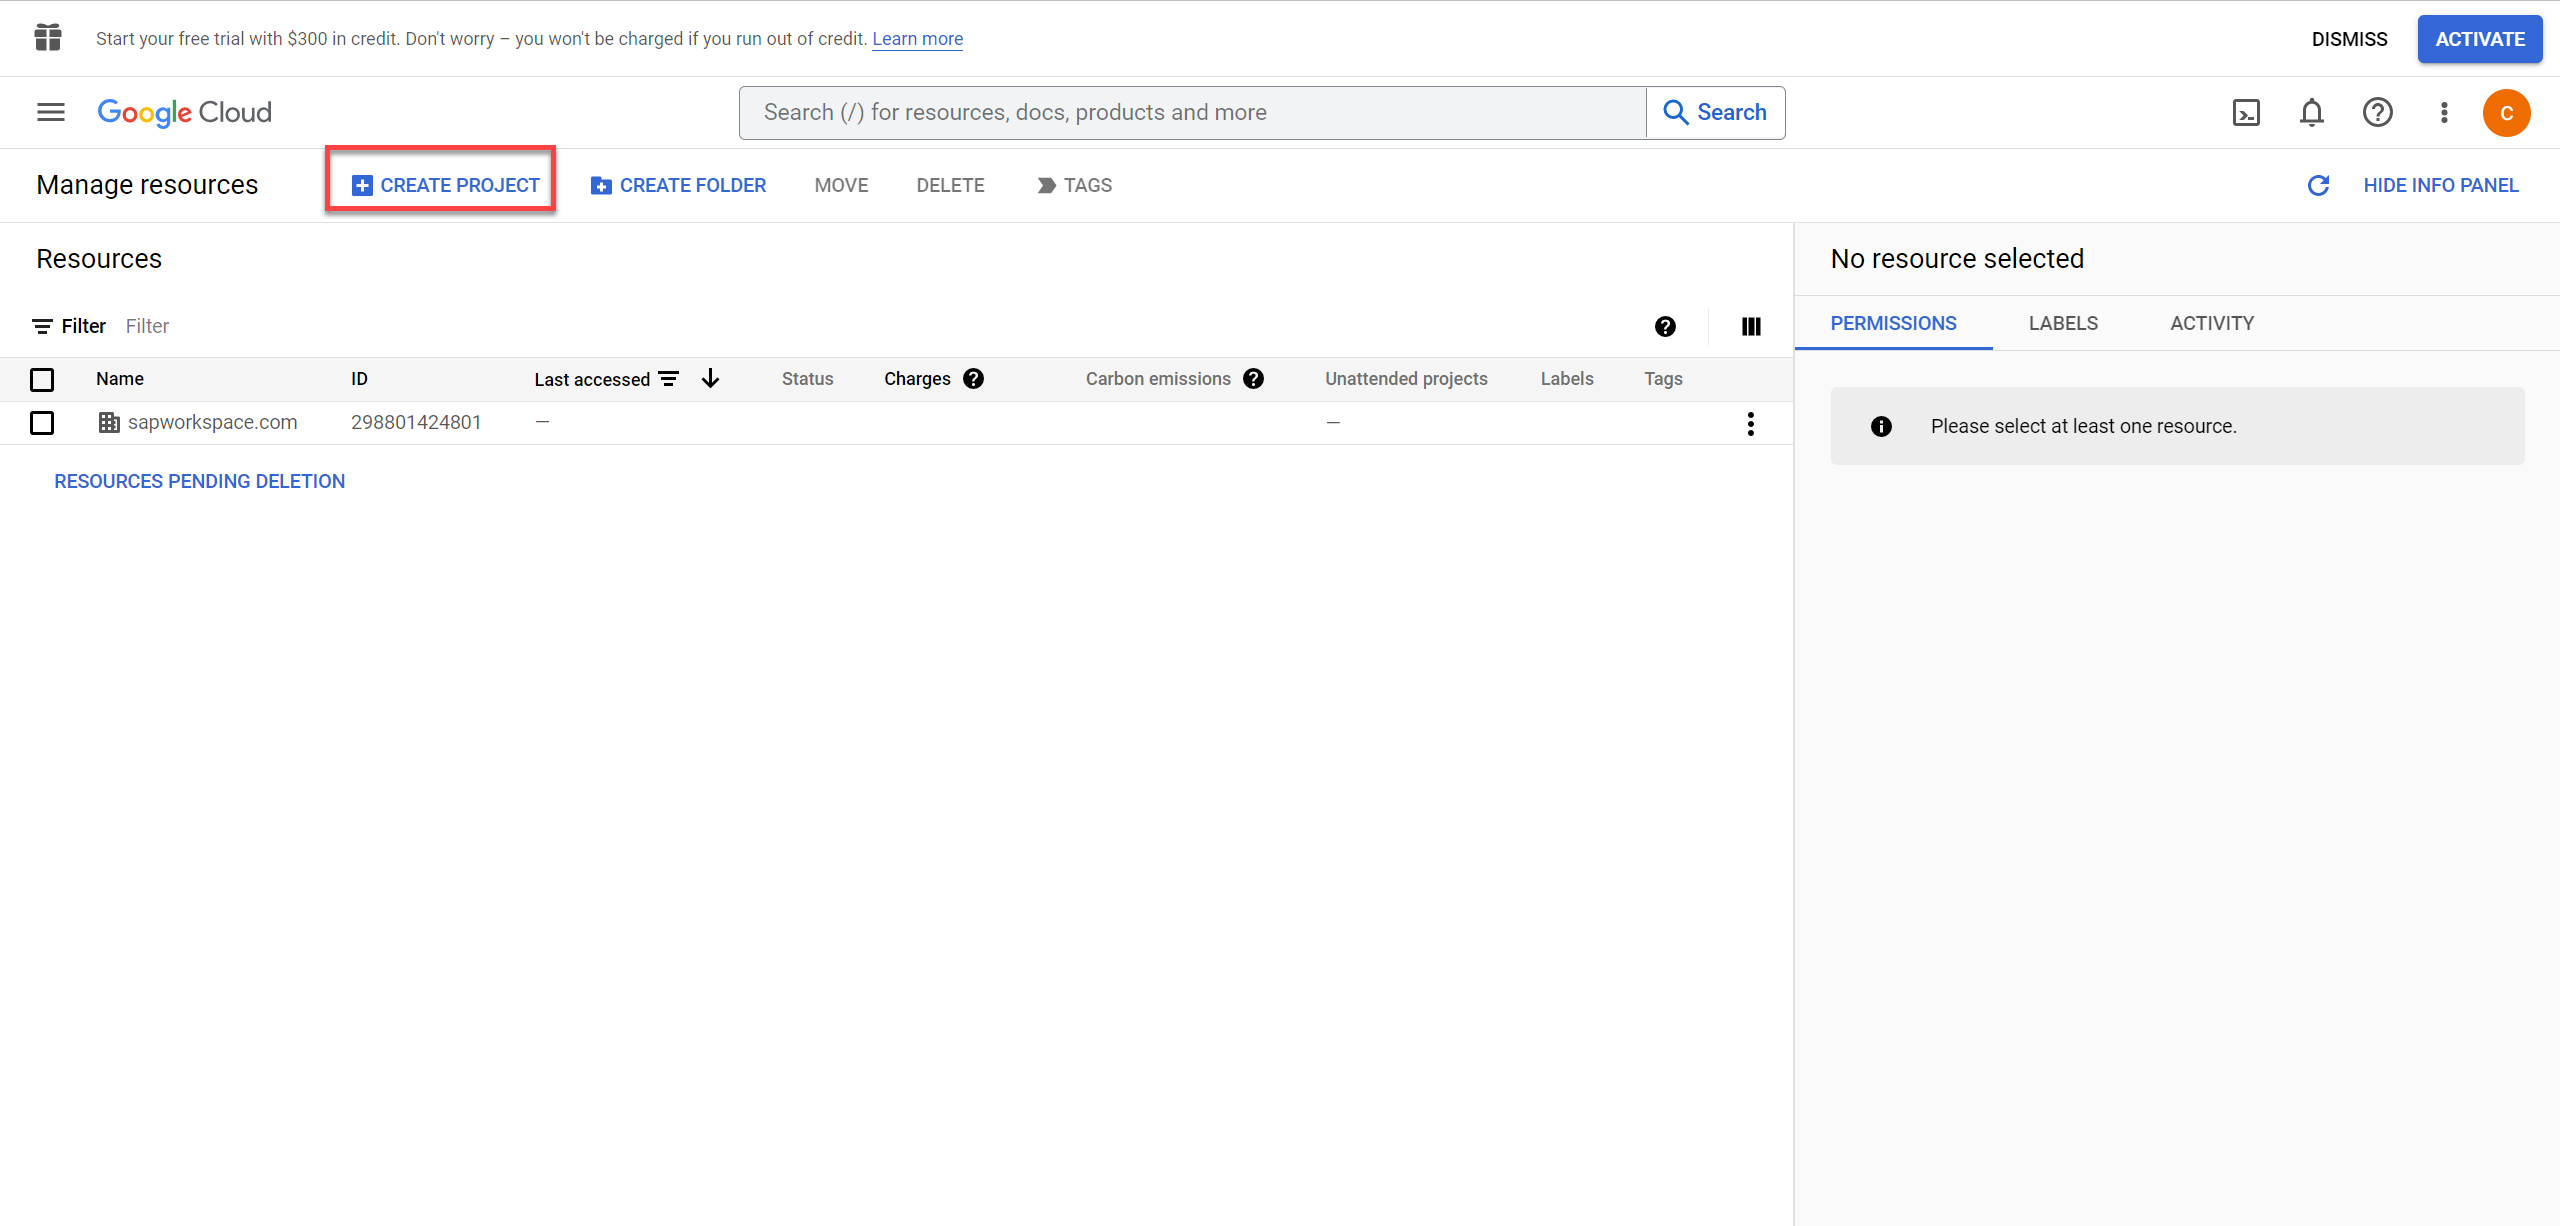 Start your free trial with $300 in credit. Don't worry – you won't be charged if you run out of credit. Learn more
DISMISS
ACTIVATE
Google Cloud
Search (/) for resources, docs, products and more
Search
C
Manage resources
CREATE PROJECT
CREATE FOLDER
MOVE
DELETE
TAGS
HIDE INFO PANEL
Resources
No resource selected
Filter Filter
PERMISSIONS
LABELS
ACTIVITY
Name ID Last accessed Status Charges Carbon emissions Unattended projects Labels Tags
sapworkspace.com 298801424801 — —
Please select at least one resource.
RESOURCES PENDING DELETION